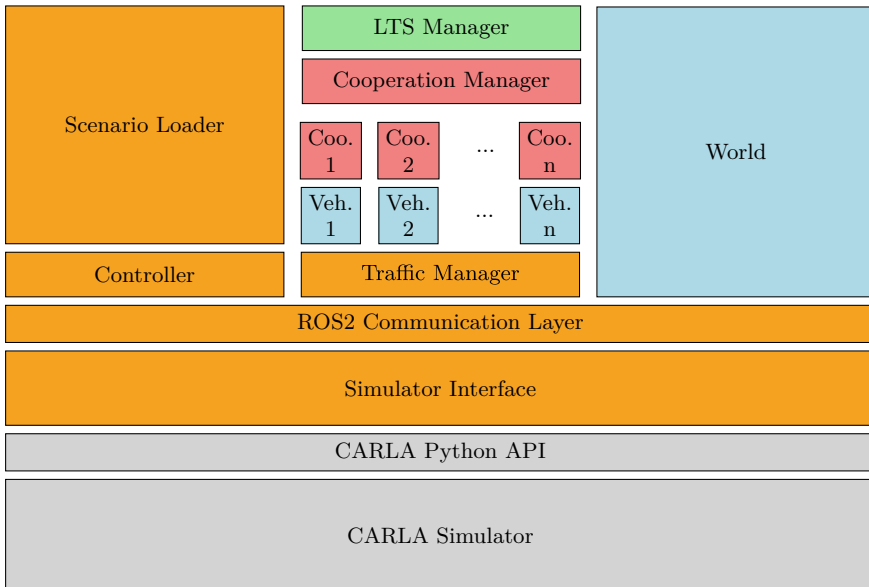 LTS Manager
Cooperation Manager
Scenario Loader
Coo.
1
Coo.
2
...
Coo.
n
World
Veh.
1
Veh.
2
...
Veh.
n
Controller
Traffic Manager
ROS2 Communication Layer
Simulator Interface
CARLA Python API
CARLA Simulator